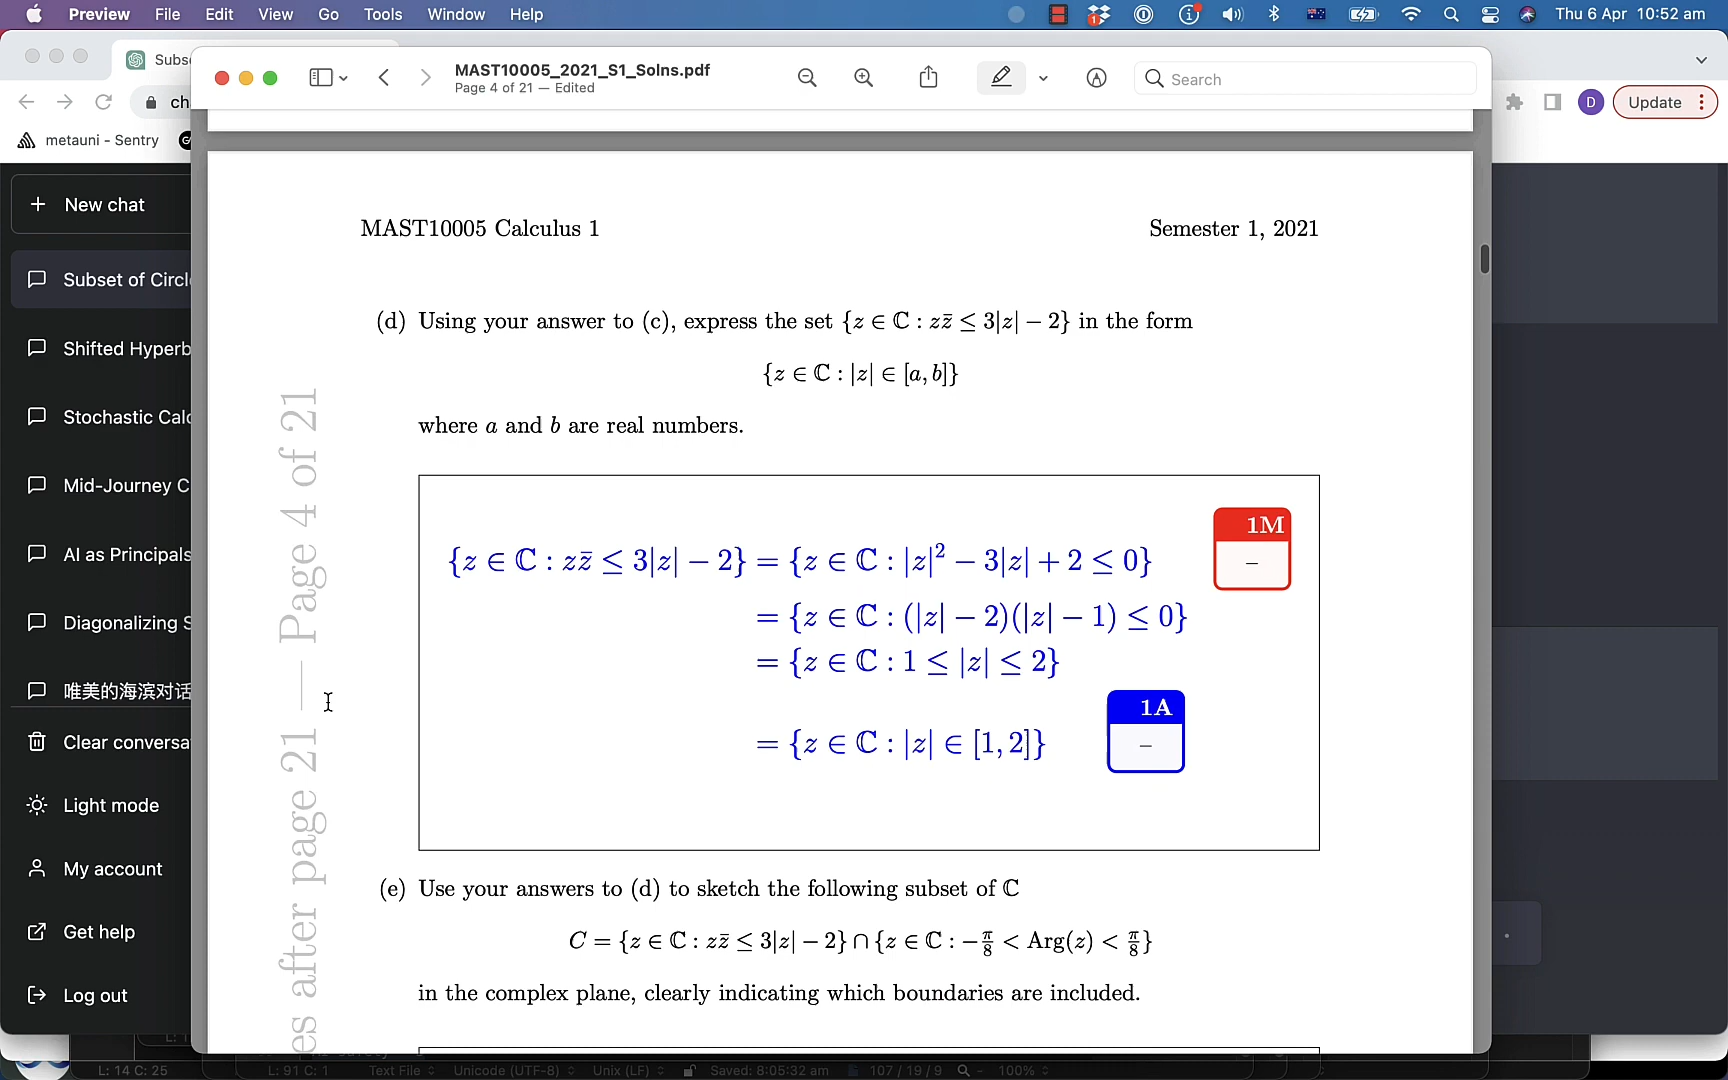 Preview File Edit View Go Tools Window Help
Thu 6 Apr 10:52 am
MAST10005_2021_S1_Solns.pdf
Page 4 of 21 — Edited
Search
Update
D
metauni - Sentry
New chat
Subset of Circl
Shifted Hyperb
Stochastic Calc
Mid-Journey C
AI as Principals
Diagonalizing S
唯美的海滨对话
Clear conversa
Light mode
My account
Get help
Log out
MAST10005 Calculus 1
Semester 1, 2021
(d) Using your answer to (c), express the set {z ∈ ℂ : zz̄ ≤ 3|z| − 2} in the form
{z ∈ ℂ : |z| ∈ [a, b]}
where a and b are real numbers.
{z ∈ ℂ : zz̄ ≤ 3|z| − 2} = {z ∈ ℂ : |z|² − 3|z| + 2 ≤ 0}
1M
–
= {z ∈ ℂ : (|z| − 2)(|z| − 1) ≤ 0}
= {z ∈ ℂ : 1 ≤ |z| ≤ 2}
1A
–
= {z ∈ ℂ : |z| ∈ [1, 2]}
(e) Use your answers to (d) to sketch the following subset of ℂ
C = {z ∈ ℂ : zz̄ ≤ 3|z| − 2} ∩ {z ∈ ℂ : −π/8 < Arg(z) < π/8}
in the complex plane, clearly indicating which boundaries are included.
es after page 21 — Page 4 of 21
L: 14 C: 25
L: 91 C: 1 Text File Unicode (UTF-8) Unix (LF) Saved: 8:05:32 am 107 / 19 / 9 100%